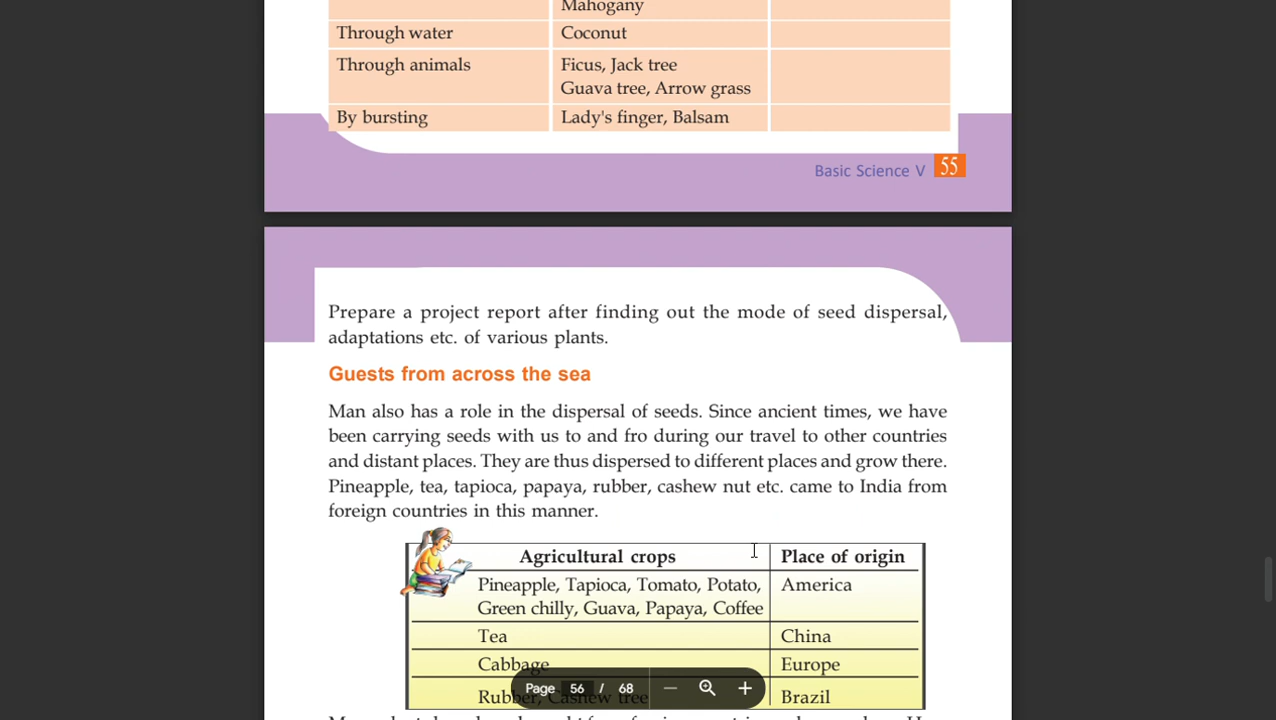 Mahogany
Through water Coconut
Through animals Ficus, Jack tree
Guava tree, Arrow grass
By bursting Lady's finger, Balsam
Basic Science V 55
Prepare a project report after finding out the mode of seed dispersal,
adaptations etc. of various plants.
Guests from across the sea
Man also has a role in the dispersal of seeds. Since ancient times, we have
been carrying seeds with us to and fro during our travel to other countries
and distant places. They are thus dispersed to different places and grow there.
Pineapple, tea, tapioca, papaya, rubber, cashew nut etc. came to India from
foreign countries in this manner.
Agricultural crops Place of origin
Pineapple, Tapioca, Tomato, Potato, America
Green chilly, Guava, Papaya, Coffee
Tea China
Cabbage Europe
Rubber, Cashew tree Brazil
Page 56 / 68